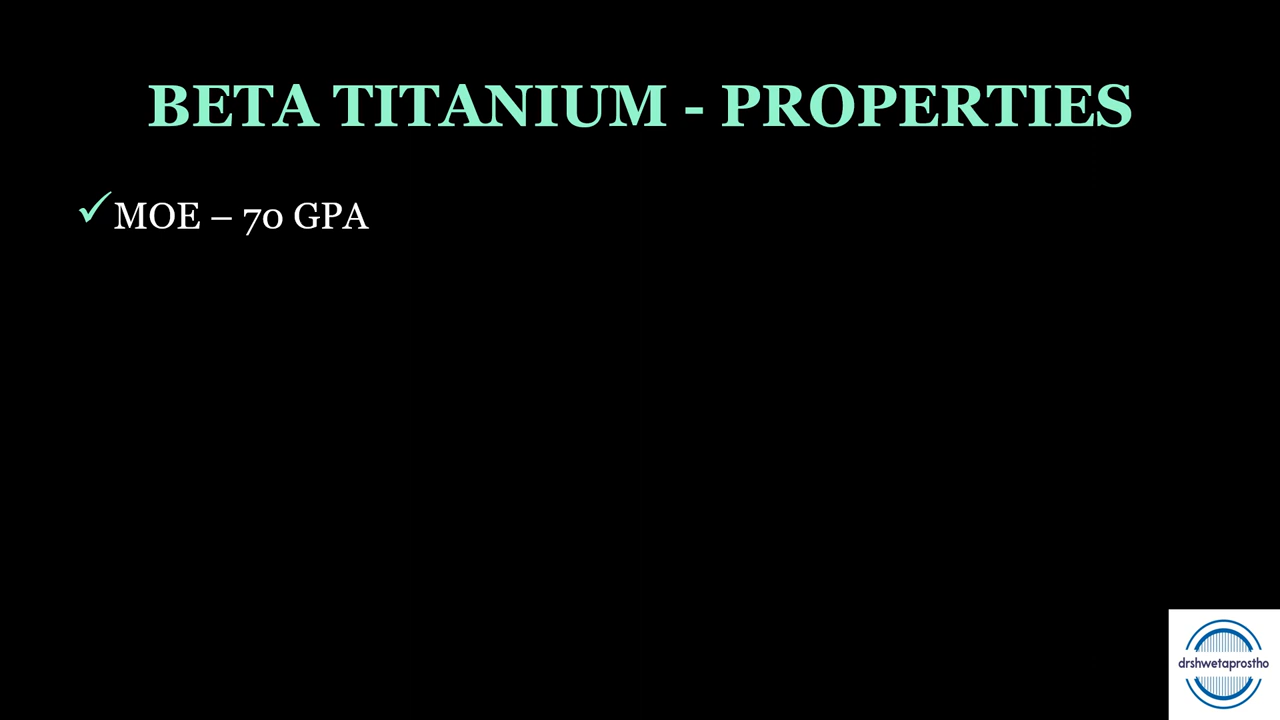 BETA TITANIUM - PROPERTIES
✓MOE – 70 GPA
drshwetaprostho